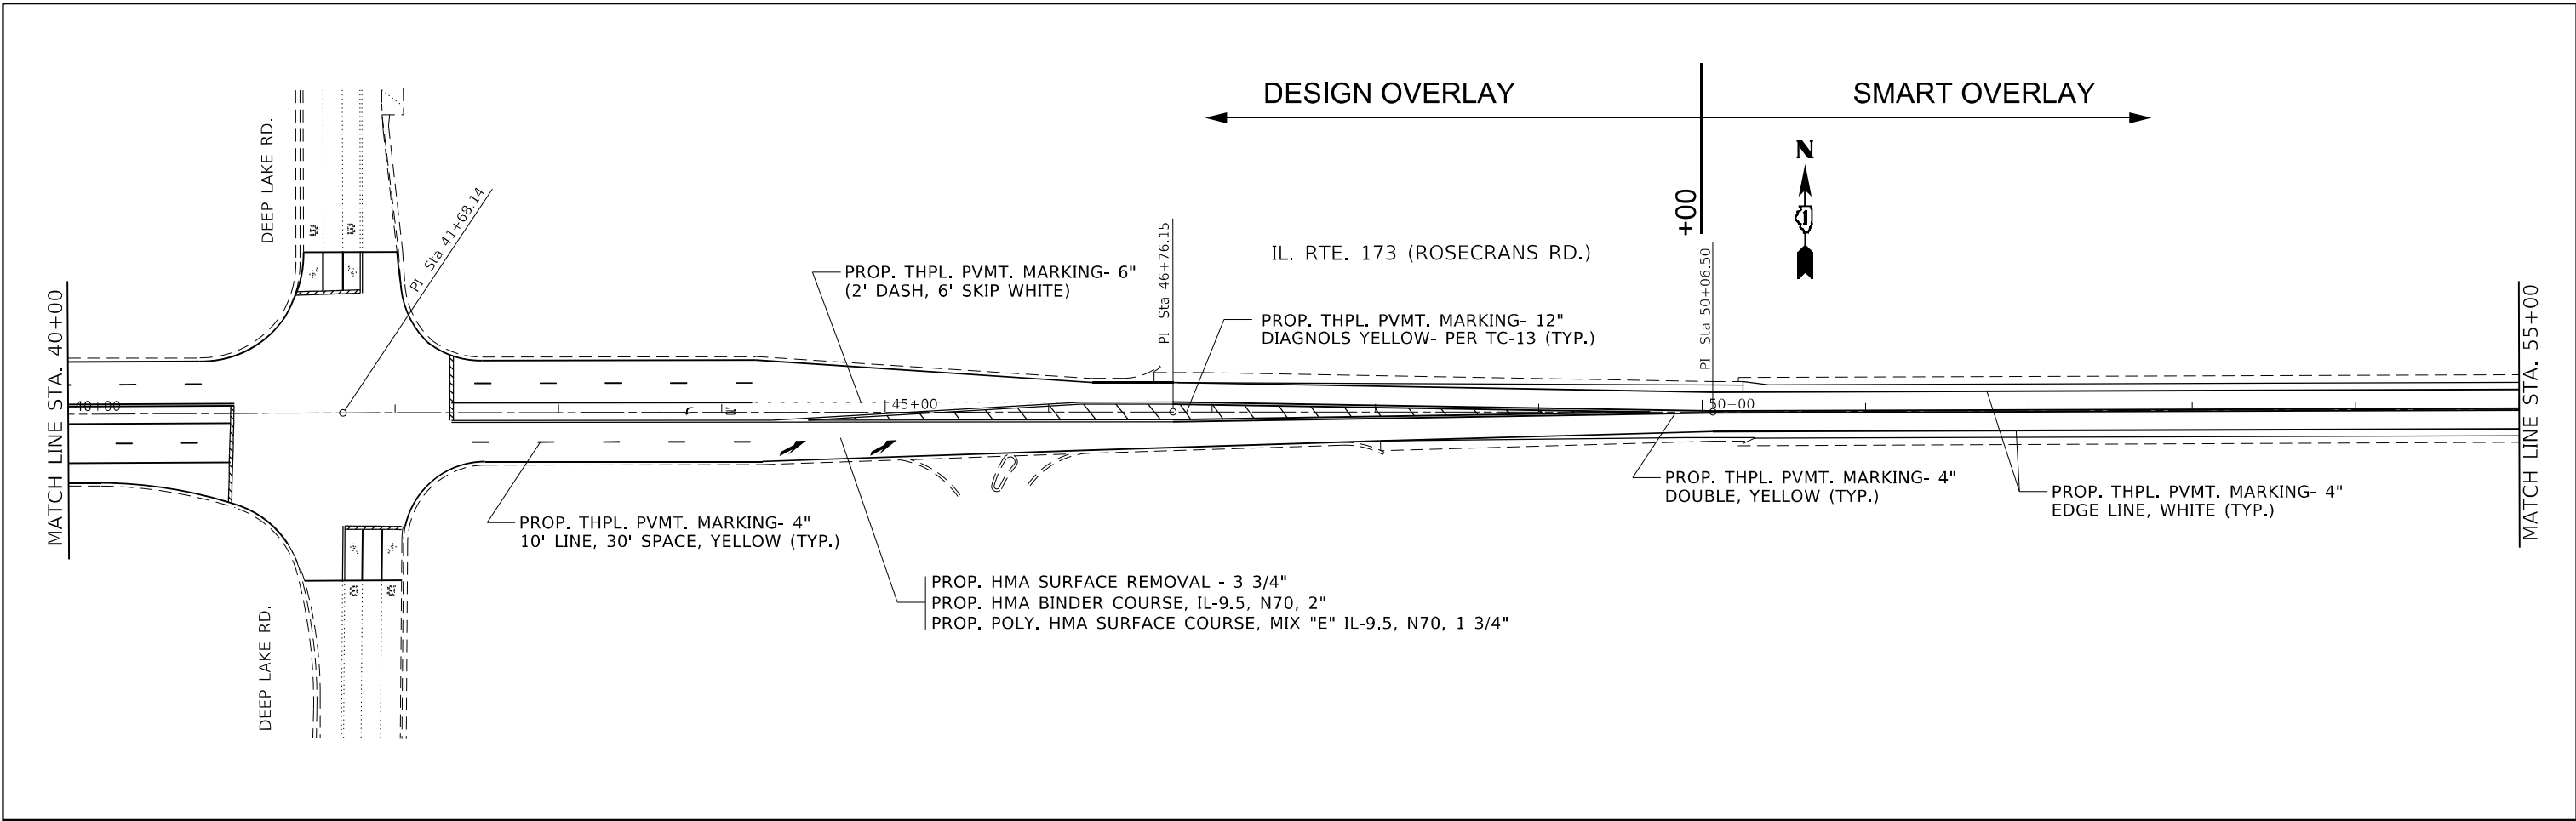 DESIGN OVERLAY
SMART OVERLAY
DEEP LAKE RD.
PI Sta 41+68.14
N
+00
PI Sta 46+76.15
IL. RTE. 173 (ROSECRANS RD.)
PROP. THPL. PVMT. MARKING- 6"
(2' DASH, 6' SKIP WHITE)
PI Sta 50+06.50
MATCH LINE STA. 40+00
MATCH LINE STA. 55+00
PROP. THPL. PVMT. MARKING- 12"
DIAGNOLS YELLOW- PER TC-13 (TYP.)
40+00
45+00
50+00
PROP. THPL. PVMT. MARKING- 4"
DOUBLE, YELLOW (TYP.)
PROP. THPL. PVMT. MARKING- 4"
EDGE LINE, WHITE (TYP.)
PROP. THPL. PVMT. MARKING- 4"
10' LINE, 30' SPACE, YELLOW (TYP.)
PROP. HMA SURFACE REMOVAL - 3 3/4"
PROP. HMA BINDER COURSE, IL-9.5, N70, 2"
PROP. POLY. HMA SURFACE COURSE, MIX "E" IL-9.5, N70, 1 3/4"
DEEP LAKE RD.